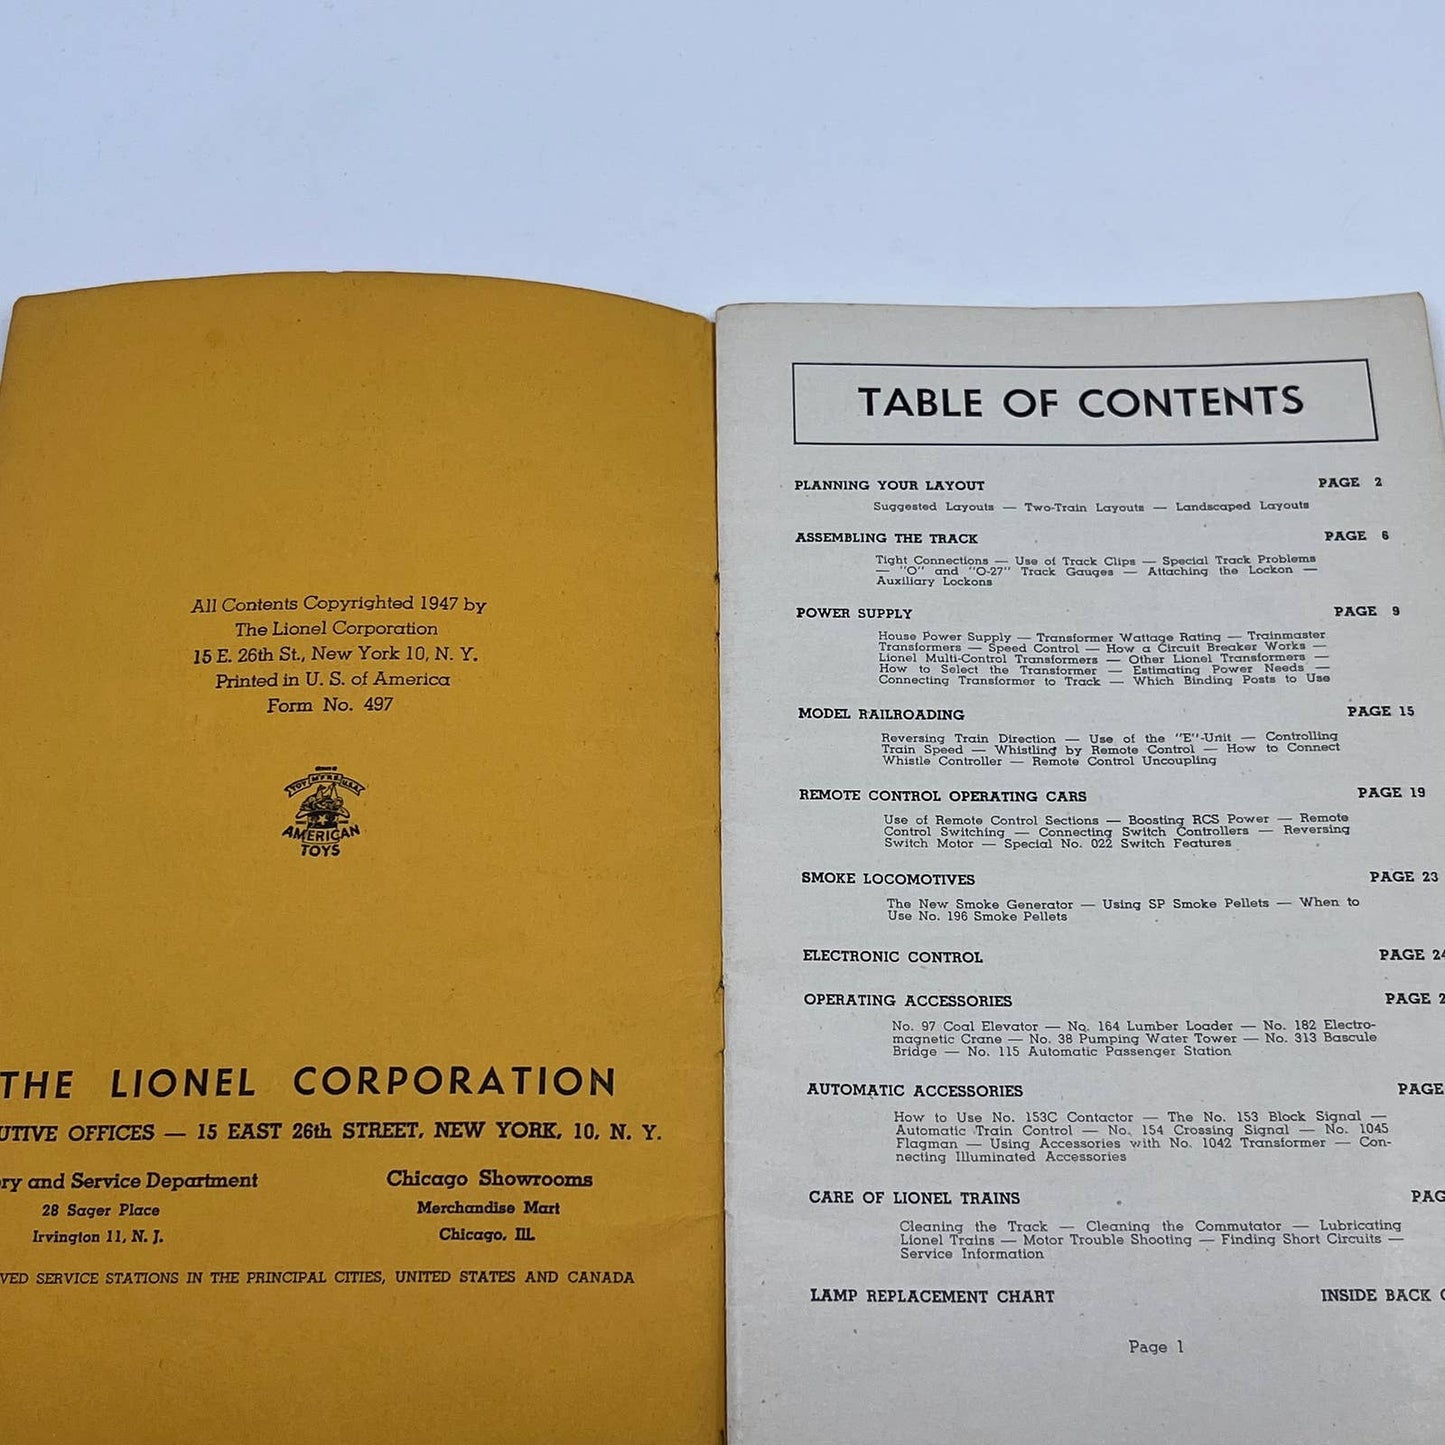 All Contents Copyrighted 1947 by
The Lionel Corporation
15 E. 26th St., New York 10, N. Y.
Printed in U. S. of America
Form No. 497
TOY M'F'R'S U.S.A.
AMERICAN
TOYS
THE LIONEL CORPORATION
UTIVE OFFICES — 15 EAST 26th STREET, NEW YORK, 10, N. Y.
ry and Service Department
28 Sager Place
Irvington 11, N. J.
Chicago Showrooms
Merchandise Mart
Chicago, Ill.
VED SERVICE STATIONS IN THE PRINCIPAL CITIES, UNITED STATES AND CANADA
TABLE OF CONTENTS
PLANNING YOUR LAYOUT PAGE 2
Suggested Layouts — Two-Train Layouts — Landscaped Layouts
ASSEMBLING THE TRACK PAGE 6
Tight Connections — Use of Track Clips — Special Track Problems
— "O" and "O-27" Track Gauges — Attaching the Lockon —
Auxiliary Lockons
POWER SUPPLY PAGE 9
House Power Supply — Transformer Wattage Rating — Trainmaster
Transformers — Speed Control — How a Circuit Breaker Works —
Lionel Multi-Control Transformers — Other Lionel Transformers —
How to Select the Transformer — Estimating Power Needs —
Connecting Transformer to Track — Which Binding Posts to Use
MODEL RAILROADING PAGE 15
Reversing Train Direction — Use of the "E"-Unit — Controlling
Train Speed — Whistling by Remote Control — How to Connect
Whistle Controller — Remote Control Uncoupling
REMOTE CONTROL OPERATING CARS PAGE 19
Use of Remote Control Sections — Boosting RCS Power — Remote
Control Switching — Connecting Switch Controllers — Reversing
Switch Motor — Special No. 022 Switch Features
SMOKE LOCOMOTIVES PAGE 23
The New Smoke Generator — Using SP Smoke Pellets — When to
Use No. 196 Smoke Pellets
ELECTRONIC CONTROL PAGE 24
OPERATING ACCESSORIES PAGE 2
No. 97 Coal Elevator — No. 164 Lumber Loader — No. 182 Electro-
magnetic Crane — No. 38 Pumping Water Tower — No. 313 Bascule
Bridge — No. 115 Automatic Passenger Station
AUTOMATIC ACCESSORIES PAGE
How to Use No. 153C Contactor — The No. 153 Block Signal —
Automatic Train Control — No. 154 Crossing Signal — No. 1045
Flagman — Using Accessories with No. 1042 Transformer — Con-
necting Illuminated Accessories
CARE OF LIONEL TRAINS PAG
Cleaning the Track — Cleaning the Commutator — Lubricating
Lionel Trains — Motor Trouble Shooting — Finding Short Circuits —
Service Information
LAMP REPLACEMENT CHART INSIDE BACK C
Page 1